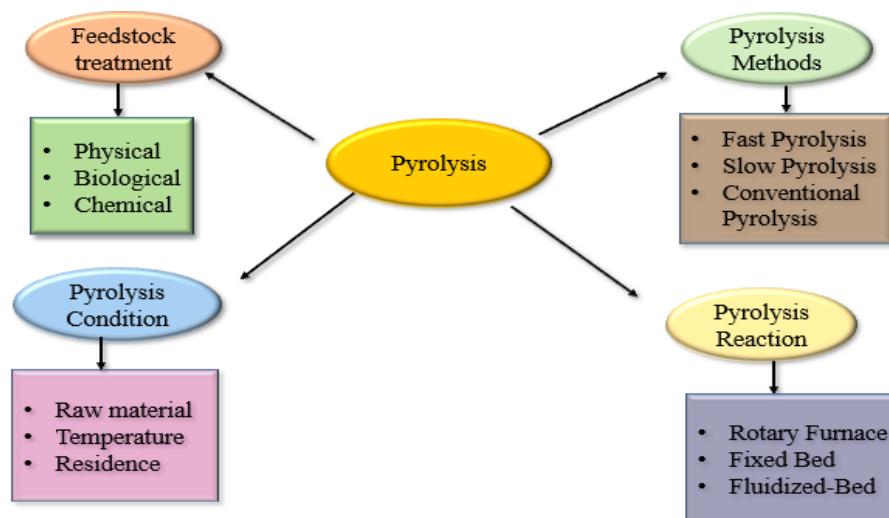 Feedstock
treatment
• Physical
• Biological
• Chemical
Pyrolysis
Pyrolysis
Methods
• Fast Pyrolysis
• Slow Pyrolysis
• Conventional
Pyrolysis
Pyrolysis
Condition
• Raw material
• Temperature
• Residence
Pyrolysis
Reaction
• Rotary Furnace
• Fixed Bed
• Fluidized-Bed